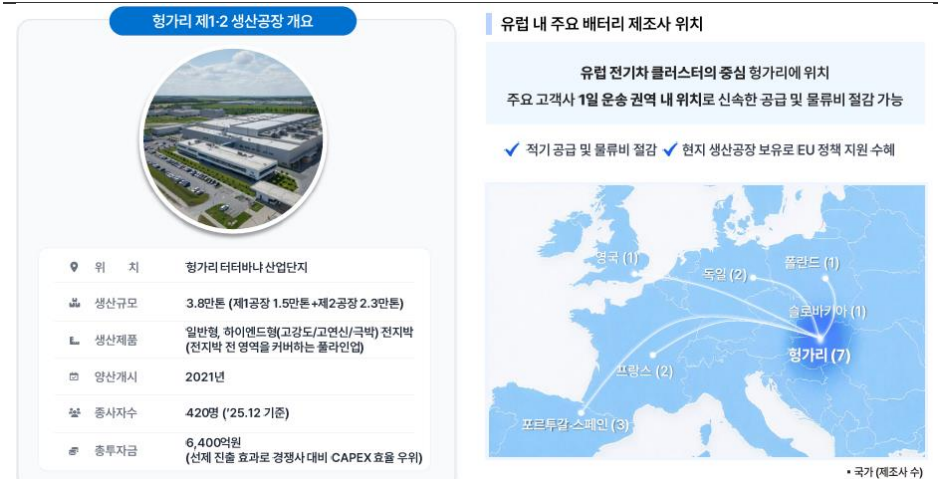 헝가리 제1·2 생산공장 개요
위 치 헝가리 터터바냐 산업단지
생산규모 3.8만톤 (제1공장 1.5만톤+제2공장 2.3만톤)
생산제품 일반형, 하이엔드형(고강도/고연신/극박) 전지박
(전지박 전 영역을 커버하는 풀라인업)
양산개시 2021년
종사자수 420명 ('25.12 기준)
총투자금 6,400억원
(선제 진출 효과로 경쟁사 대비 CAPEX 효율 우위)
유럽 내 주요 배터리 제조사 위치
유럽 전기차 클러스터의 중심 헝가리에 위치
주요 고객사 1일 운송 권역 내 위치로 신속한 공급 및 물류비 절감 가능
✓ 적기 공급 및 물류비 절감 ✓ 현지 생산공장 보유로 EU 정책 지원 수혜
영국 (1)
독일 (2)
폴란드 (1)
슬로바키아 (1)
헝가리 (7)
프랑스 (2)
포르투갈·스페인 (3)
▪ 국가 (제조사 수)